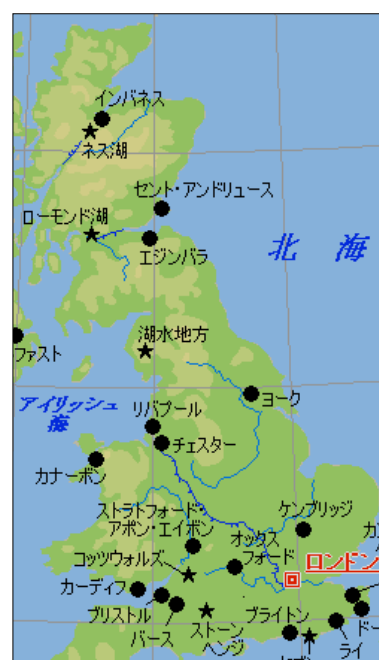 インバネス
ネス湖
セント・アンドリュース
ローモンド湖
エジンバラ
北 海
湖水地方
ファスト
ヨーク
アイリッシュ
海
リバプール
チェスター
カナーボン
ストラトフォード・
アポン・エイボン
ケンブリッジ
オックス
フォード
コッツウォルズ
ロンドン
カーディフ
ブリストル
バース
ストーン
ヘンジ
ブライトン
ドー
ライ